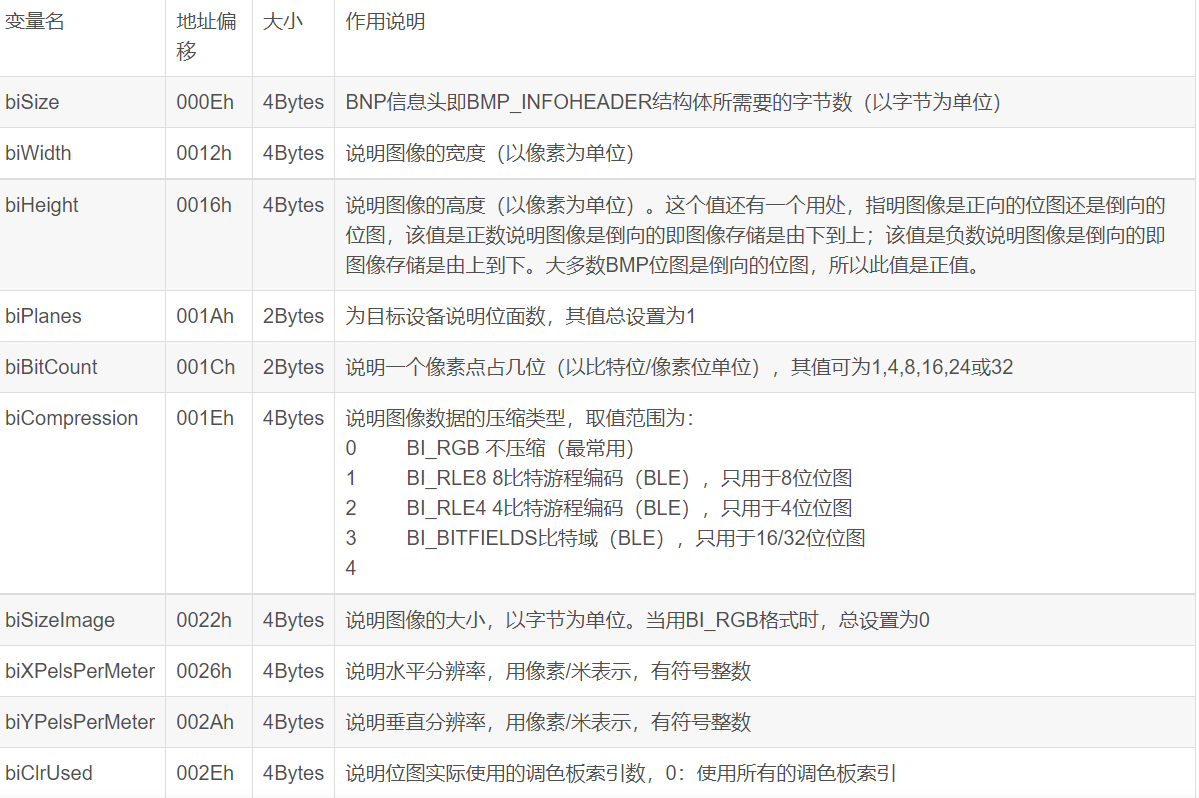 变量名 地址偏 大小 作用说明
移
biSize 000Eh 4Bytes BNP信息头即BMP_INFOHEADER结构体所需要的字节数（以字节为单位）
biWidth 0012h 4Bytes 说明图像的宽度（以像素为单位）
biHeight 0016h 4Bytes 说明图像的高度（以像素为单位）。这个值还有一个用处，指明图像是正向的位图还是倒向的
位图，该值是正数说明图像是倒向的即图像存储是由下到上；该值是负数说明图像是倒向的即
图像存储是由上到下。大多数BMP位图是倒向的位图，所以此值是正值。
biPlanes 001Ah 2Bytes 为目标设备说明位面数，其值总设置为1
biBitCount 001Ch 2Bytes 说明一个像素点占几位（以比特位/像素位单位），其值可为1,4,8,16,24或32
biCompression 001Eh 4Bytes 说明图像数据的压缩类型，取值范围为：
0 BI_RGB 不压缩（最常用）
1 BI_RLE8 8比特游程编码（BLE），只用于8位位图
2 BI_RLE4 4比特游程编码（BLE），只用于4位位图
3 BI_BITFIELDS比特域（BLE），只用于16/32位位图
4
biSizeImage 0022h 4Bytes 说明图像的大小，以字节为单位。当用BI_RGB格式时，总设置为0
biXPelsPerMeter 0026h 4Bytes 说明水平分辨率，用像素/米表示，有符号整数
biYPelsPerMeter 002Ah 4Bytes 说明垂直分辨率，用像素/米表示，有符号整数
biClrUsed 002Eh 4Bytes 说明位图实际使用的调色板索引数，0：使用所有的调色板索引